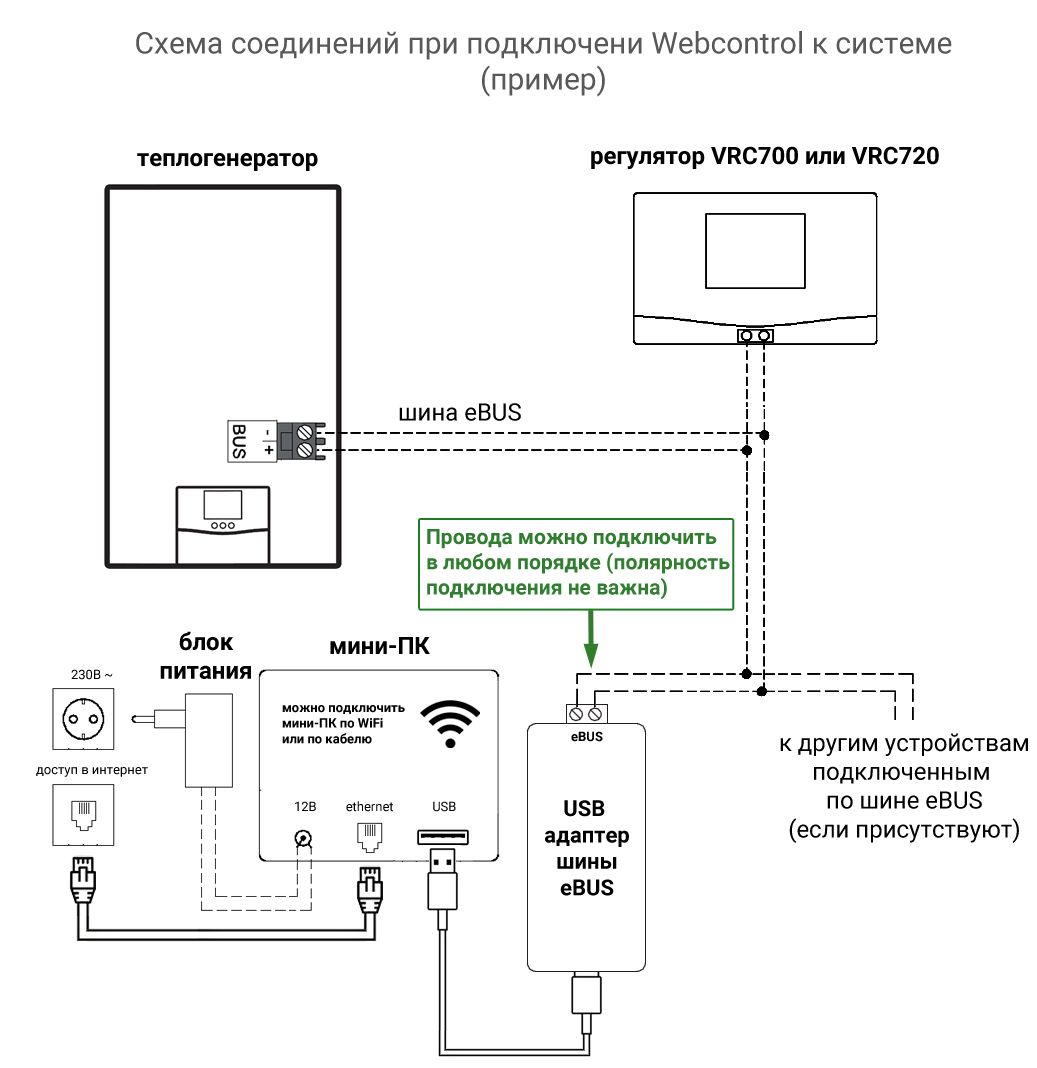 Схема соединений при подключени Webcontrol к системе
(пример)
теплогенератор
регулятор VRC700 или VRC720
шина eBUS
BUS
-
+
Провода можно подключить
в любом порядке (полярность
подключения не важна)
блок
питания
мини-ПК
230В ~
можно подключить
мини-ПК по WiFi
или по кабелю
eBUS
к другим устройствам
подключенным
по шине eBUS
(если присутствуют)
доступ в интернет
12В
ethernet
USB
USB
адаптер
шины
eBUS